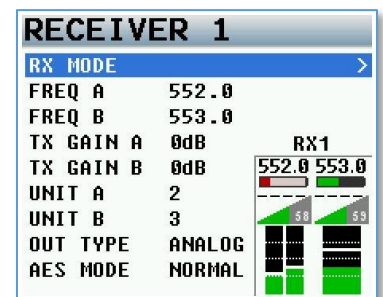 RECEIVER 1
RX MODE >
FREQ A 552.0
FREQ B 553.0
TX GAIN A 0dB
TX GAIN B 0dB
UNIT A 2
UNIT B 3
OUT TYPE ANALOG
AES MODE NORMAL
RX1
552.0 553.0
58 59